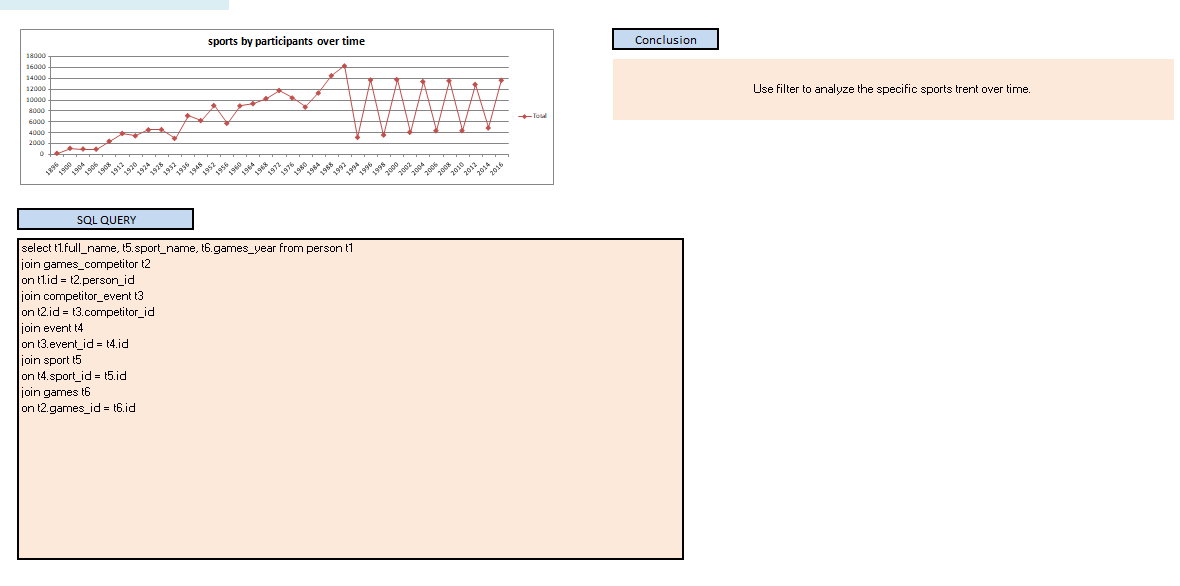 sports by participants over time
18000
16000
14000
12000
10000
8000
6000
4000
2000
0
1896 1900 1904 1906 1908 1912 1920 1924 1928 1932 1936 1948 1952 1956 1960 1964 1968 1972 1976 1980 1984 1988 1992 1994 1996 1998 2000 2002 2004 2006 2008 2010 2012 2014 2016
Total
Conclusion
Use filter to analyze the specific sports trent over time.
SQL QUERY
select t1.full_name, t5.sport_name, t6.games_year from person t1
join games_competitor t2
on t1.id = t2.person_id
join competitor_event t3
on t2.id = t3.competitor_id
join event t4
on t3.event_id = t4.id
join sport t5
on t4.sport_id = t5.id
join games t6
on t2.games_id = t6.id